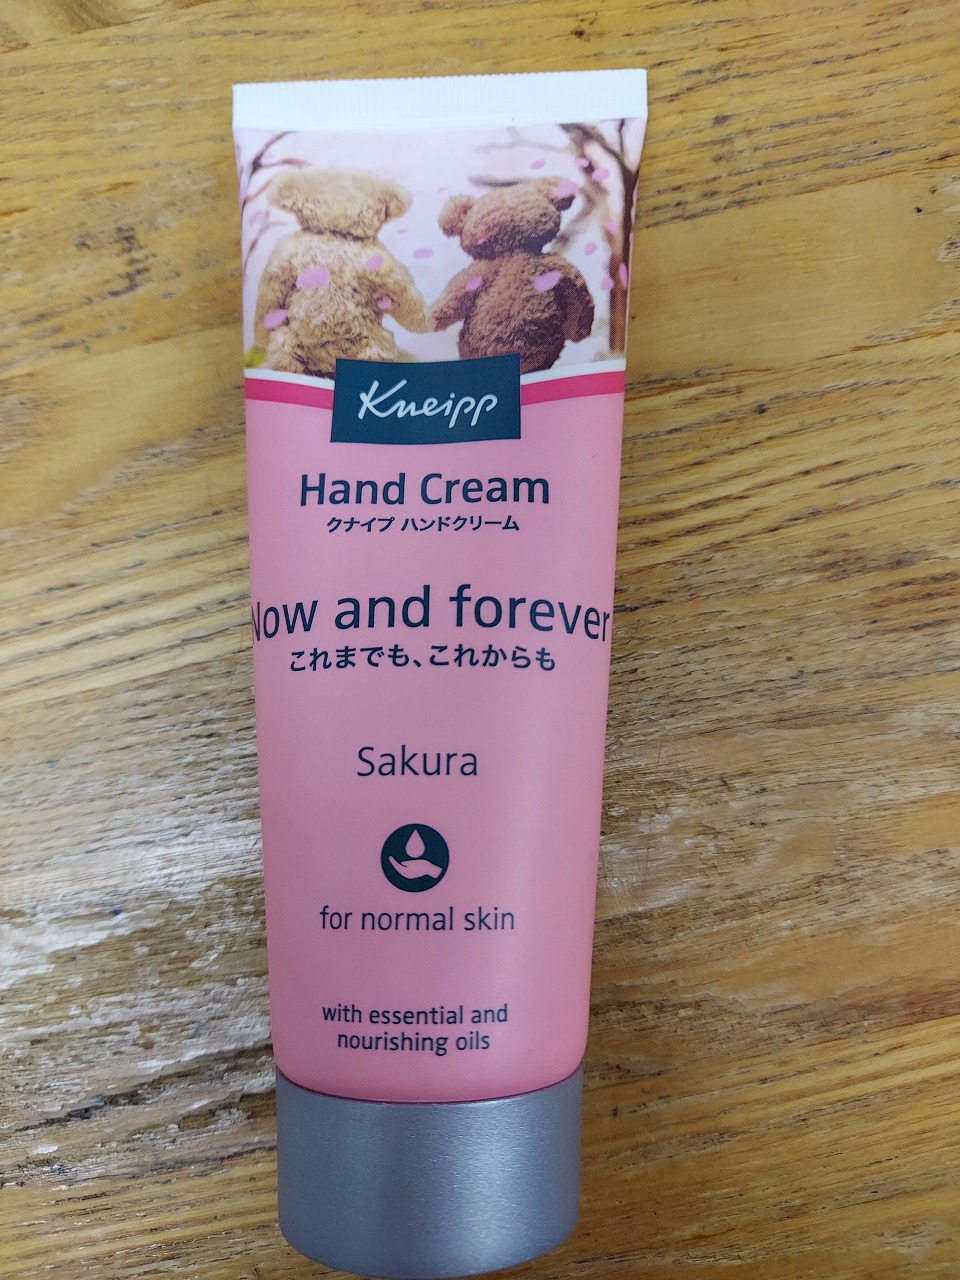 Kneipp
Hand Cream
クナイプ ハンドクリーム
Now and forever
これまでも、これからも
Sakura
for normal skin
with essential and
nourishing oils